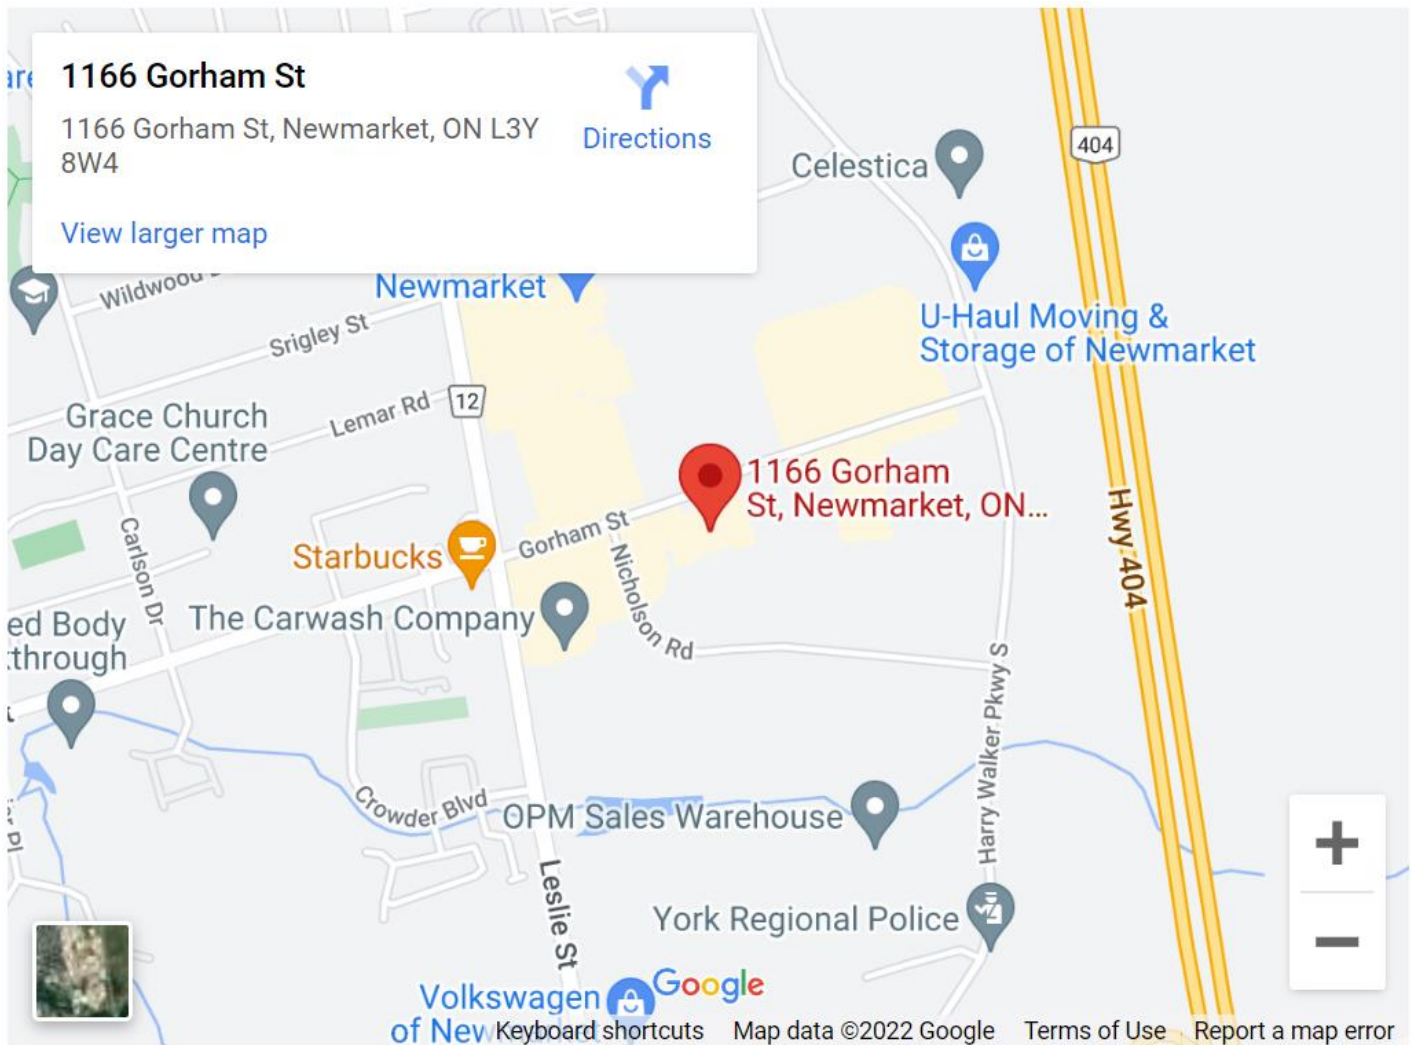 1166 Gorham St
1166 Gorham St, Newmarket, ON L3Y
8W4
Directions
View larger map
404
Celestica
Wildwood
Newmarket
U-Haul Moving &
Storage of Newmarket
Srigley St
Lemar Rd
12
Grace Church
Day Care Centre
1166 Gorham
St, Newmarket, ON...
Hwy 404
Carlson Dr
Starbucks
Gorham St
Nicholson Rd
The Carwash Company
ed Body
through
Harry Walker Pkwy S
Crowder Blvd
OPM Sales Warehouse
Leslie St
York Regional Police
Pl
Google
Volkswagen
of New
Keyboard shortcuts
Map data ©2022 Google
Terms of Use
Report a map error